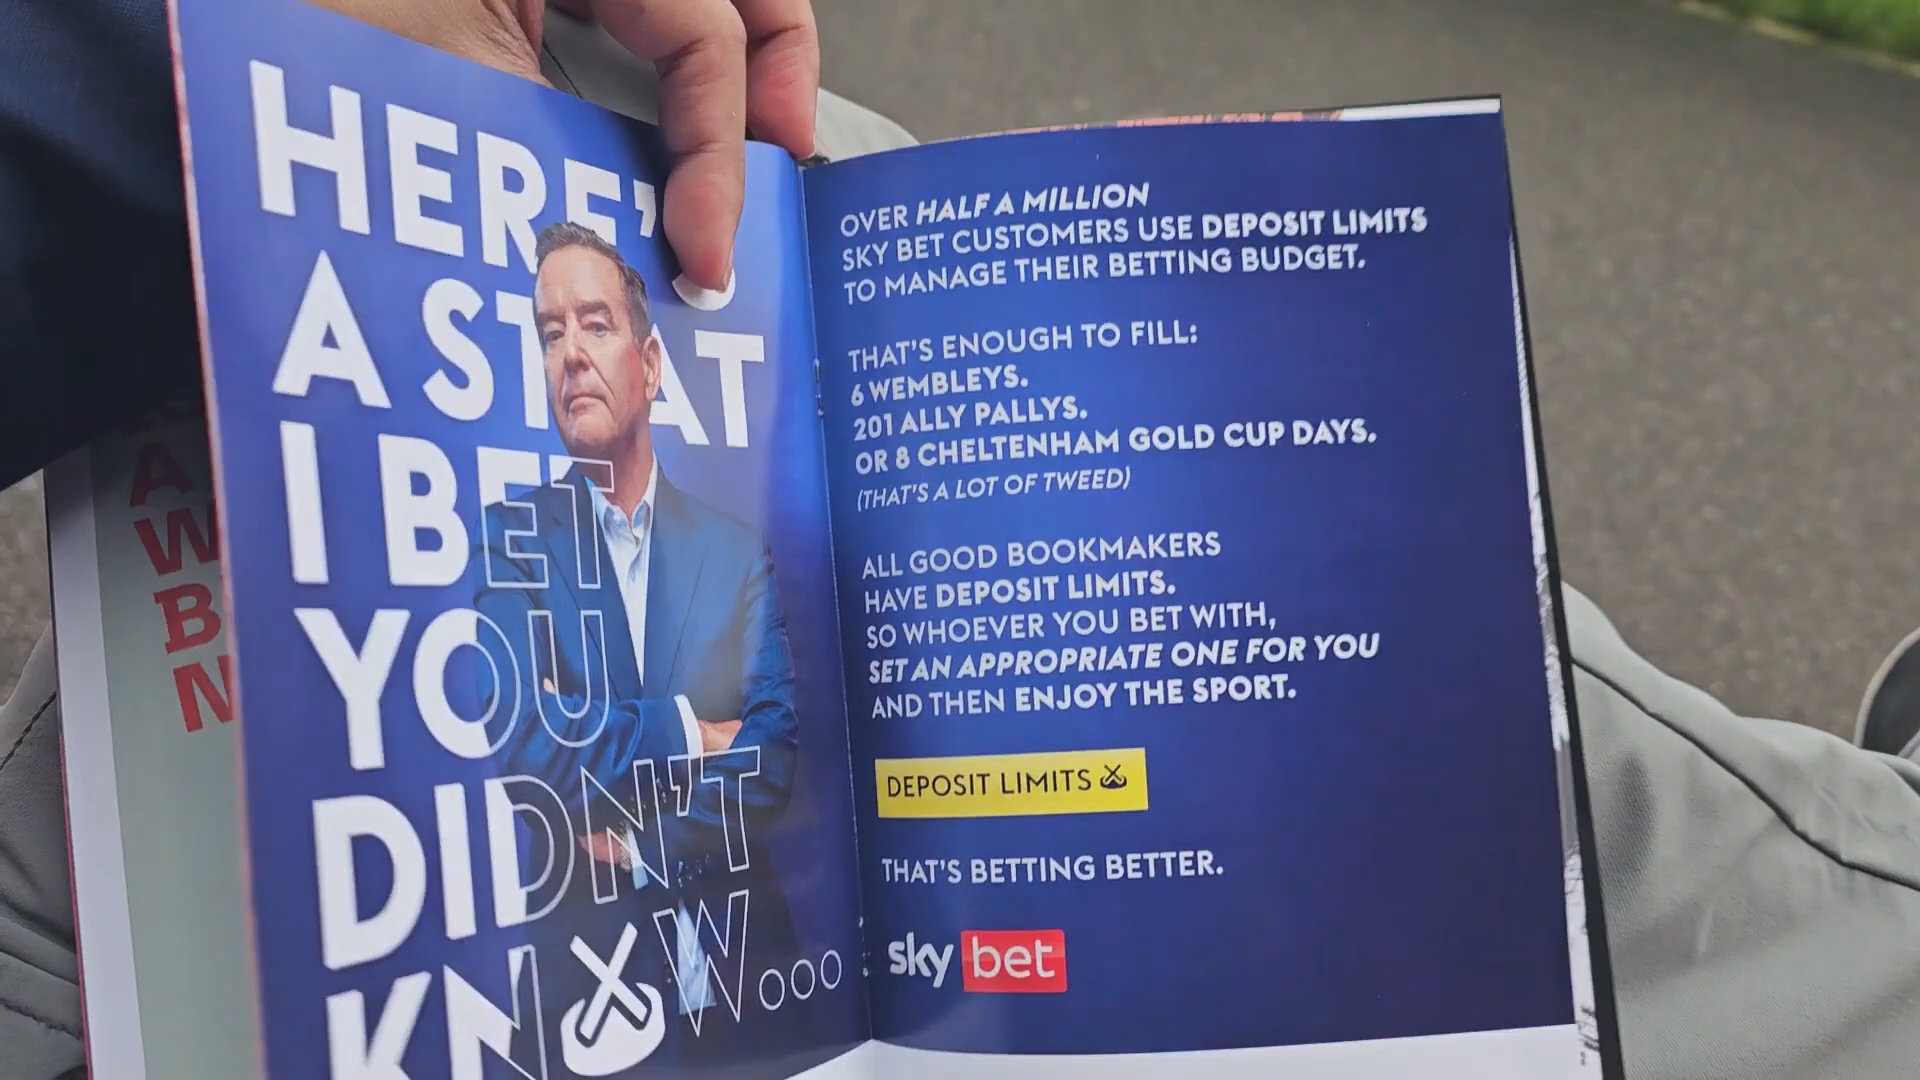 HERE'S
A STAT
I BET
YOU
DIDN'T
KNOW...
OVER HALF A MILLION
SKY BET CUSTOMERS USE DEPOSIT LIMITS
TO MANAGE THEIR BETTING BUDGET.
THAT'S ENOUGH TO FILL:
6 WEMBLEYS.
201 ALLY PALLYS.
OR 8 CHELTENHAM GOLD CUP DAYS.
(THAT'S A LOT OF TWEED)
ALL GOOD BOOKMAKERS
HAVE DEPOSIT LIMITS.
SO WHOEVER YOU BET WITH,
SET AN APPROPRIATE ONE FOR YOU
AND THEN ENJOY THE SPORT.
DEPOSIT LIMITS
THAT'S BETTING BETTER.
sky bet